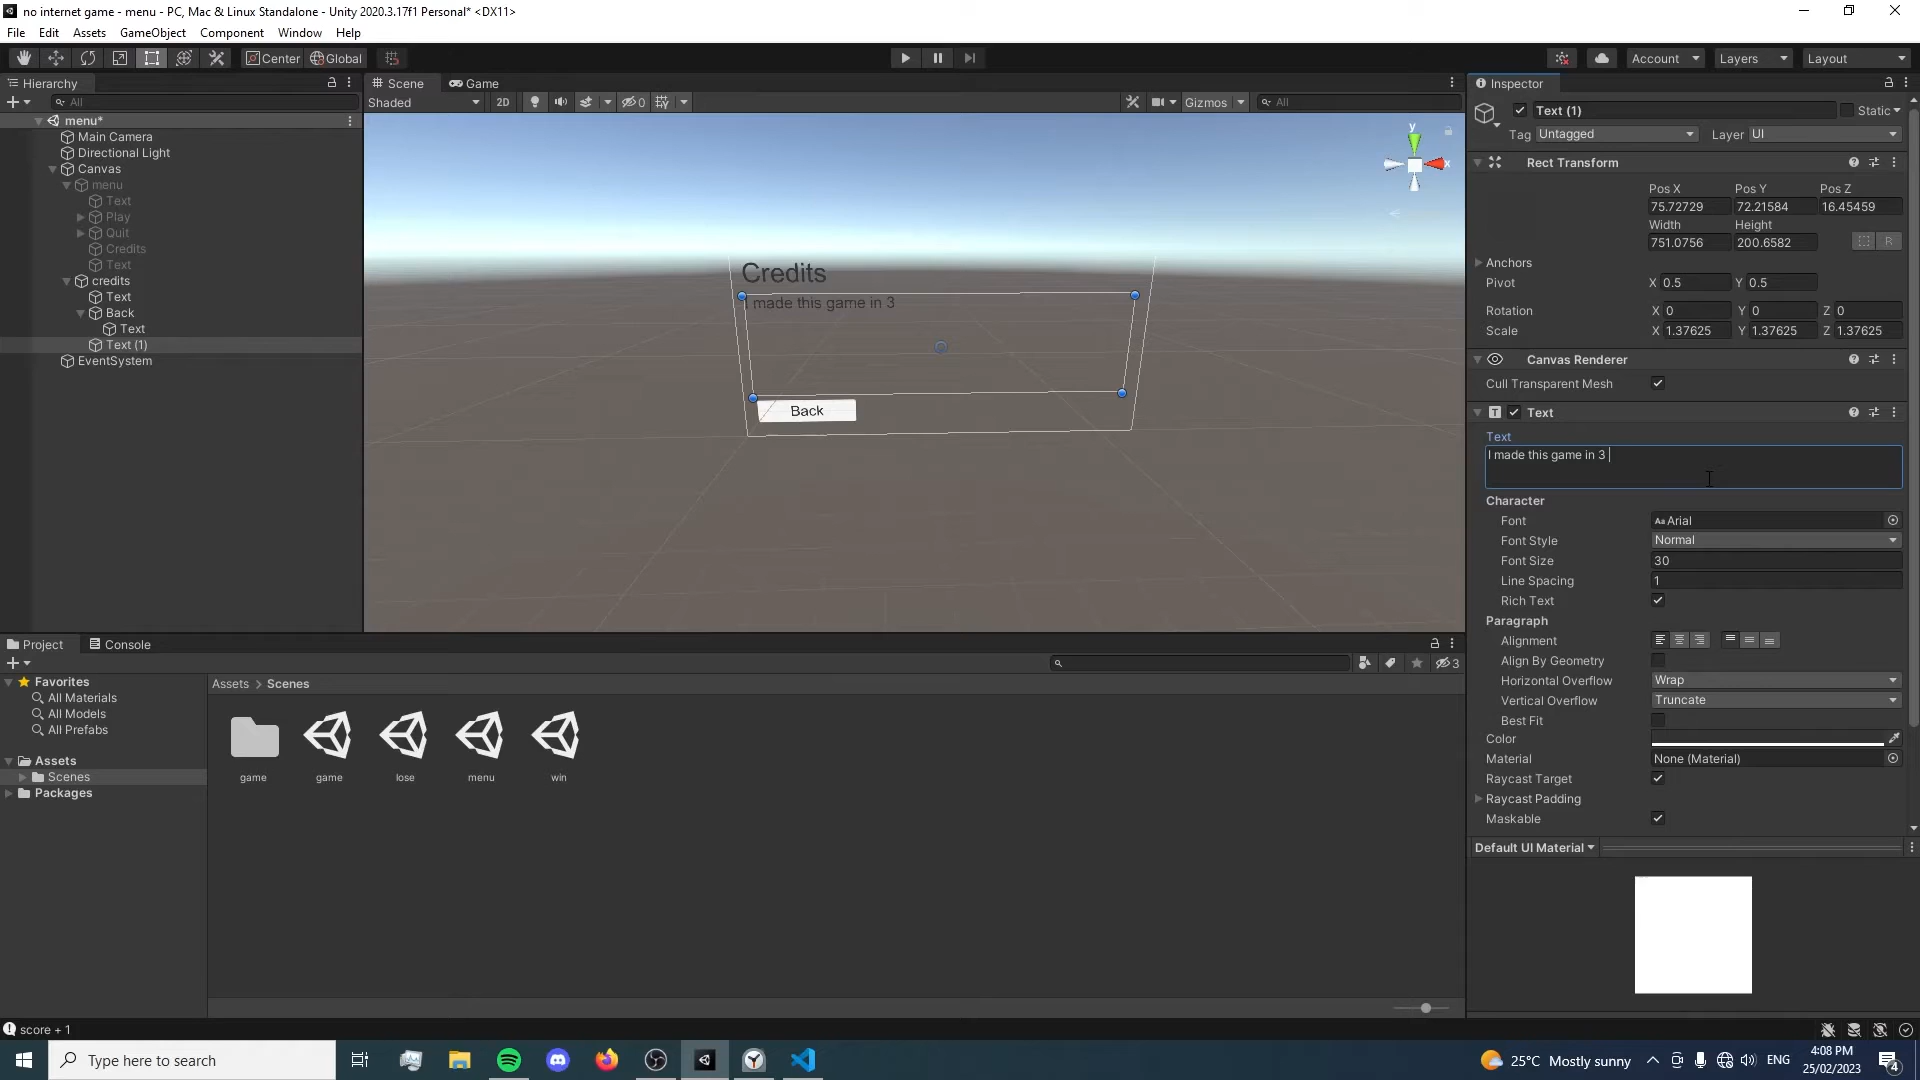 no internet game - menu - PC, Mac & Linux Standalone - Unity 2020.3.17f1 Personal* <DX11>
File Edit Assets GameObject Component Window Help
Center Global Account Layers Layout
Hierarchy
All
menu*
Main Camera
Directional Light
Canvas
menu
Text
Play
Quit
Credits
Text
credits
Text
Back
Text
Text (1)
EventSystem
Scene Game
Shaded 2D 0 Gizmos All
y
x
Credits
I made this game in 3
Back
Inspector
Text (1) Static
Tag Untagged Layer UI
Rect Transform
Pos X Pos Y Pos Z
75.72729 72.21584 16.45459
Width Height
751.0756 200.6582 R
Anchors
Pivot X 0.5 Y 0.5
Rotation X 0 Y 0 Z 0
Scale X 1.37625 Y 1.37625 Z 1.37625
Canvas Renderer
Cull Transparent Mesh
T Text
Text
I made this game in 3
Character
Font Aa Arial
Font Style Normal
Font Size 30
Line Spacing 1
Rich Text
Paragraph
Alignment
Align By Geometry
Horizontal Overflow Wrap
Vertical Overflow Truncate
Best Fit
Color
Material None (Material)
Raycast Target
Raycast Padding
Maskable
Default UI Material
Project Console
3
Favorites
All Materials
All Models
All Prefabs
Assets
Scenes
Packages
Assets > Scenes
game game lose menu win
score + 1
Type here to search
25°C Mostly sunny ENG 4:08 PM
25/02/2023 4